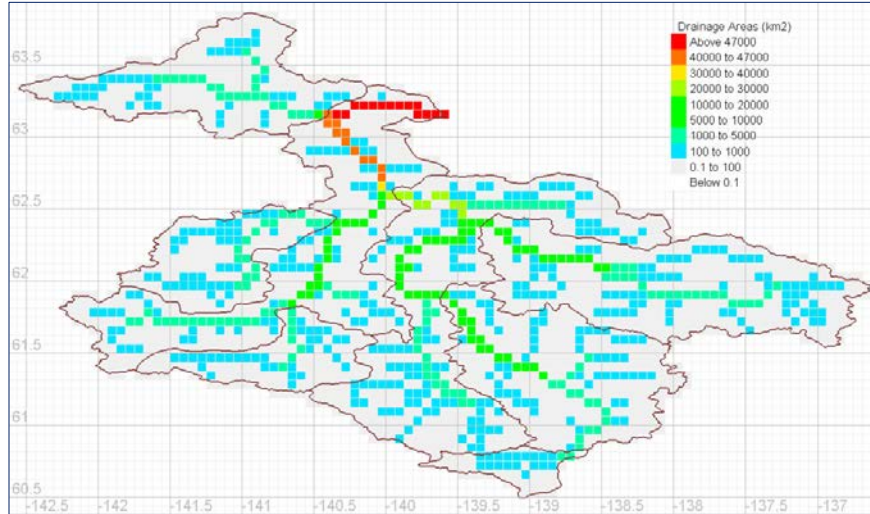 Drainage Areas (km2)
Above 47000
40000 to 47000
30000 to 40000
20000 to 30000
10000 to 20000
5000 to 10000
1000 to 5000
100 to 1000
0.1 to 100
Below 0.1
63.5
63
62.5
62
61.5
61
60.5
-142.5 -142 -141.5 -141 -140.5 -140 -139.5 -139 -138.5 -138 -137.5 -137